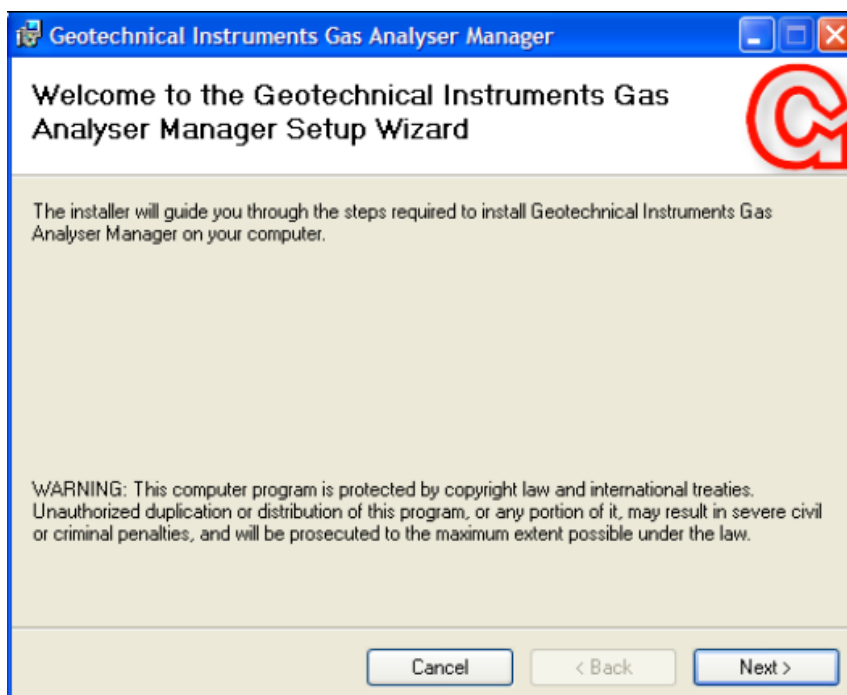 Geotechnical Instruments Gas Analyser Manager
Welcome to the Geotechnical Instruments Gas
Analyser Manager Setup Wizard
The installer will guide you through the steps required to install Geotechnical Instruments Gas
Analyser Manager on your computer.
WARNING: This computer program is protected by copyright law and international treaties.
Unauthorized duplication or distribution of this program, or any portion of it, may result in severe civil
or criminal penalties, and will be prosecuted to the maximum extent possible under the law.
Cancel < Back Next >